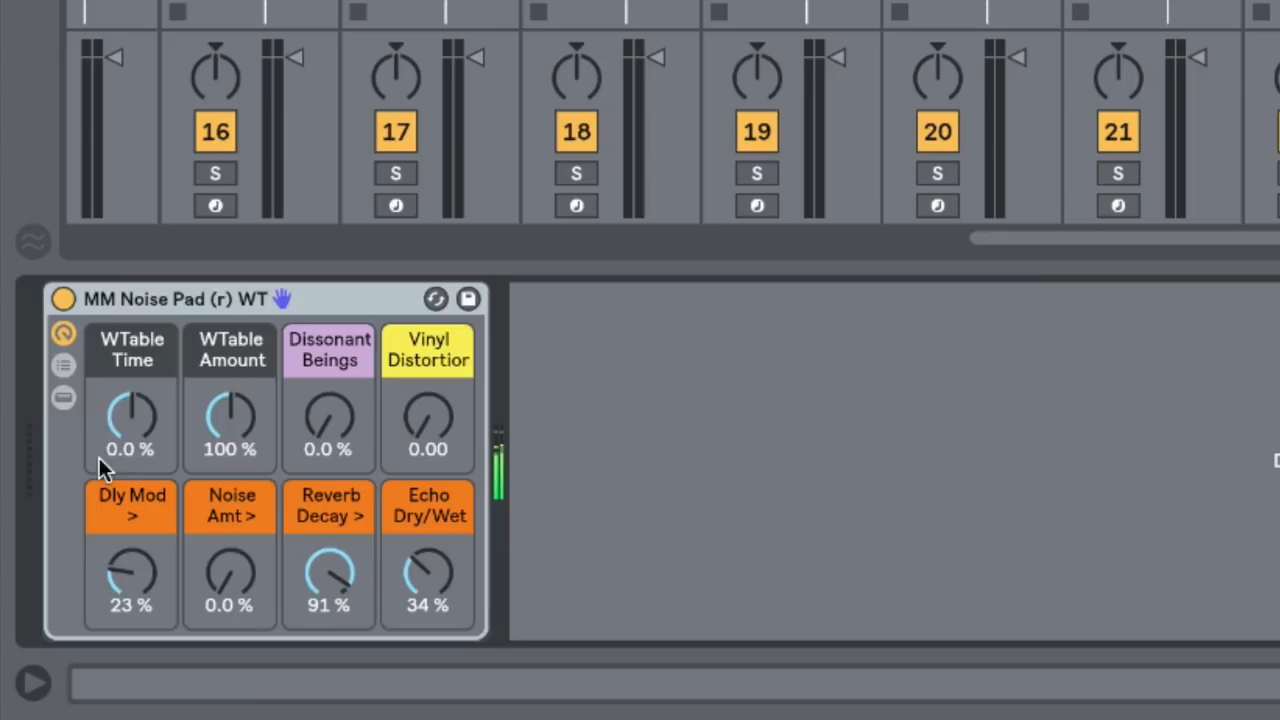 16 17 18 19 20 21
S S S S S S
MM Noise Pad (r) WT
WTable Time
WTable Amount
Dissonant Beings
Vinyl Distortior
0.0 % 100 % 0.0 % 0.00
Dly Mod >
Noise Amt >
Reverb Decay >
Echo Dry/Wet
23 % 0.0 % 91 % 34 %